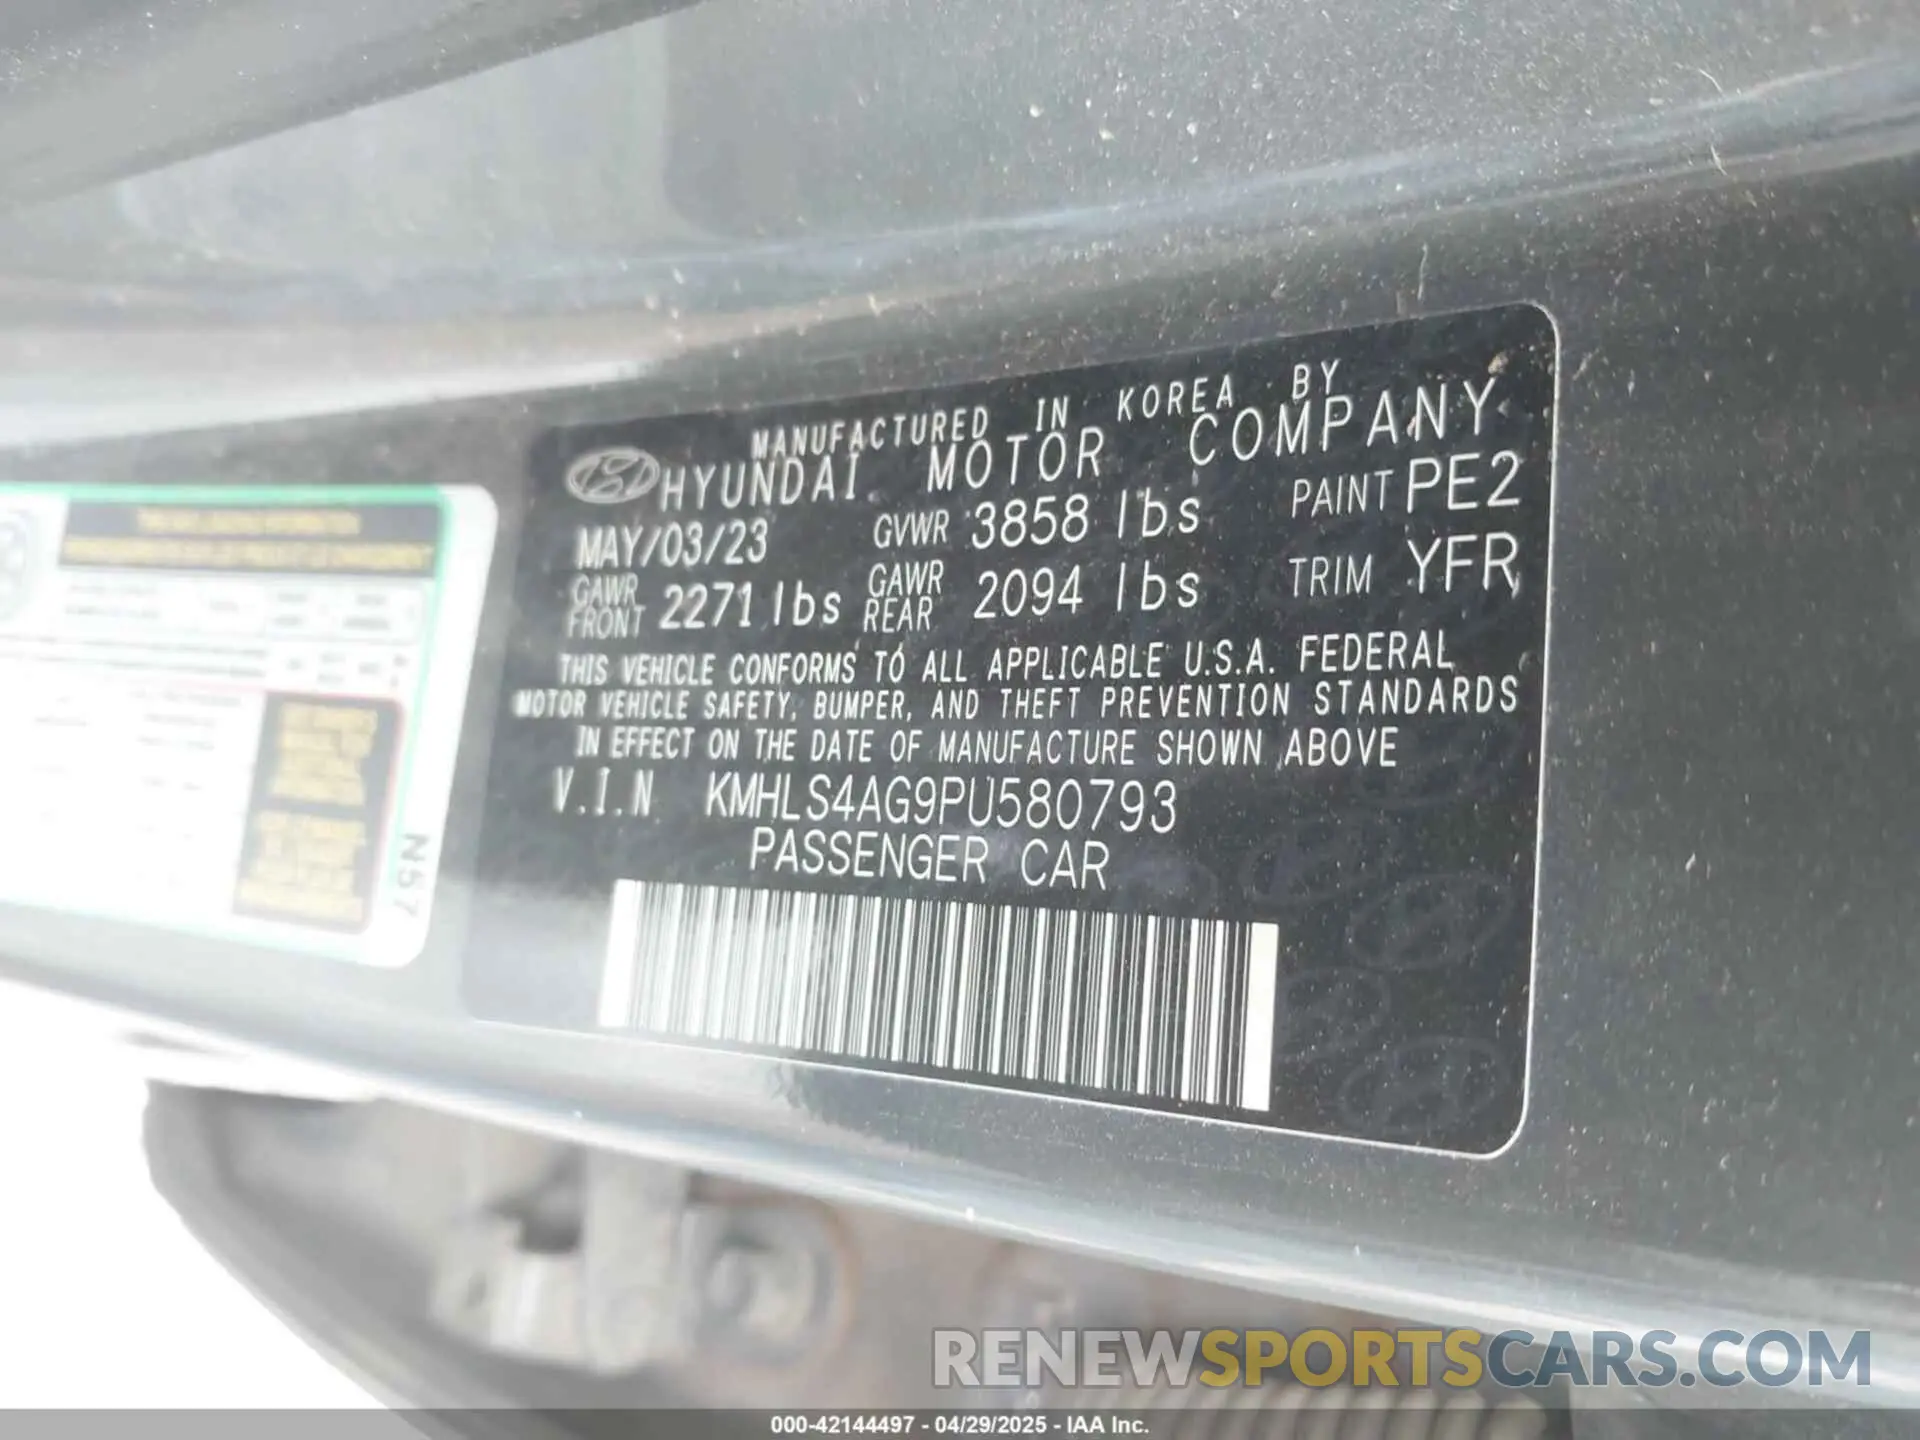 MANUFACTURED IN KOREA BY
HYUNDAI MOTOR COMPANY
MAY/03/23 GVWR 3858 lbs PAINT PE2
GAWR FRONT 2271 lbs GAWR REAR 2094 lbs TRIM YFR
THIS VEHICLE CONFORMS TO ALL APPLICABLE U.S.A. FEDERAL
MOTOR VEHICLE SAFETY, BUMPER, AND THEFT PREVENTION STANDARDS
IN EFFECT ON THE DATE OF MANUFACTURE SHOWN ABOVE
V.I.N KMHLS4AG9PU580793
PASSENGER CAR
N57
RENEWSPORTSCARS.COM
000-42144497 - 04/29/2025 - IAA Inc.